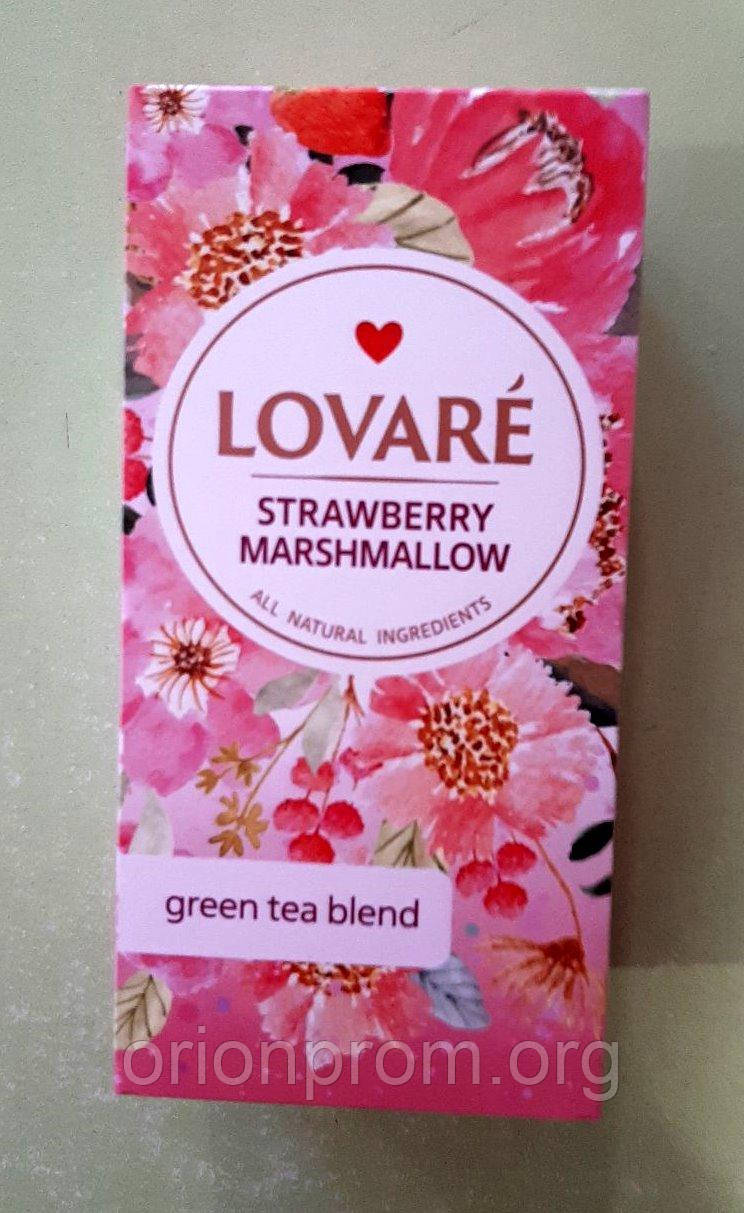 LOVARÉ
STRAWBERRY
MARSHMALLOW
ALL NATURAL INGREDIENTS
green tea blend
orionprom.org